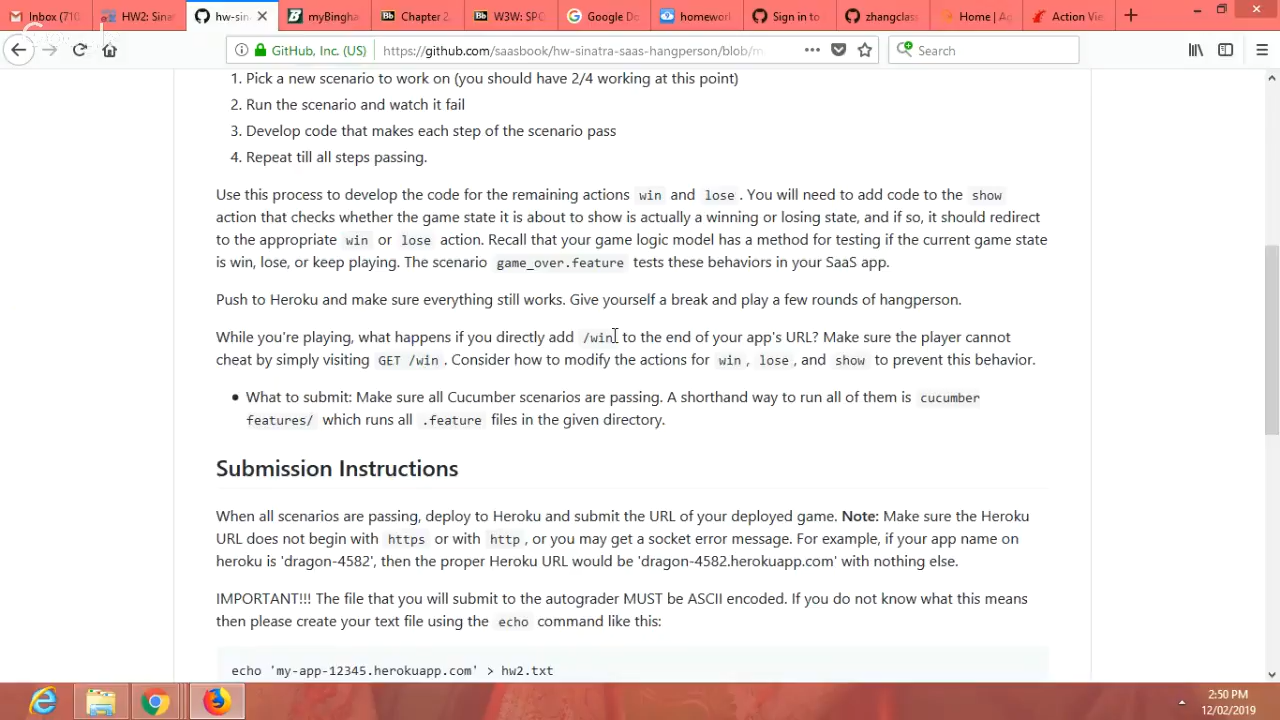 Inbox (710
HW2: Sina
hw-sin
myBingha
Chapter 2.
W3W: SPC
Google Do
homework
Sign in to
zhangclass
Home | Ac
Action Vie
GitHub, Inc. (US)
https://github.com/saasbook/hw-sinatra-saas-hangperson/blob/m
Search
1. Pick a new scenario to work on (you should have 2/4 working at this point)
2. Run the scenario and watch it fail
3. Develop code that makes each step of the scenario pass
4. Repeat till all steps passing.
Use this process to develop the code for the remaining actions win and lose . You will need to add code to the show
action that checks whether the game state it is about to show is actually a winning or losing state, and if so, it should redirect
to the appropriate win or lose action. Recall that your game logic model has a method for testing if the current game state
is win, lose, or keep playing. The scenario game_over.feature tests these behaviors in your SaaS app.
Push to Heroku and make sure everything still works. Give yourself a break and play a few rounds of hangperson.
While you're playing, what happens if you directly add /win to the end of your app's URL? Make sure the player cannot
cheat by simply visiting GET /win . Consider how to modify the actions for win , lose , and show to prevent this behavior.
• What to submit: Make sure all Cucumber scenarios are passing. A shorthand way to run all of them is cucumber
features/ which runs all .feature files in the given directory.
Submission Instructions
When all scenarios are passing, deploy to Heroku and submit the URL of your deployed game. Note: Make sure the Heroku
URL does not begin with https or with http , or you may get a socket error message. For example, if your app name on
heroku is 'dragon-4582', then the proper Heroku URL would be 'dragon-4582.herokuapp.com' with nothing else.
IMPORTANT!!! The file that you will submit to the autograder MUST be ASCII encoded. If you do not know what this means
then please create your text file using the echo command like this:
echo 'my-app-12345.herokuapp.com' > hw2.txt
2:50 PM
12/02/2019